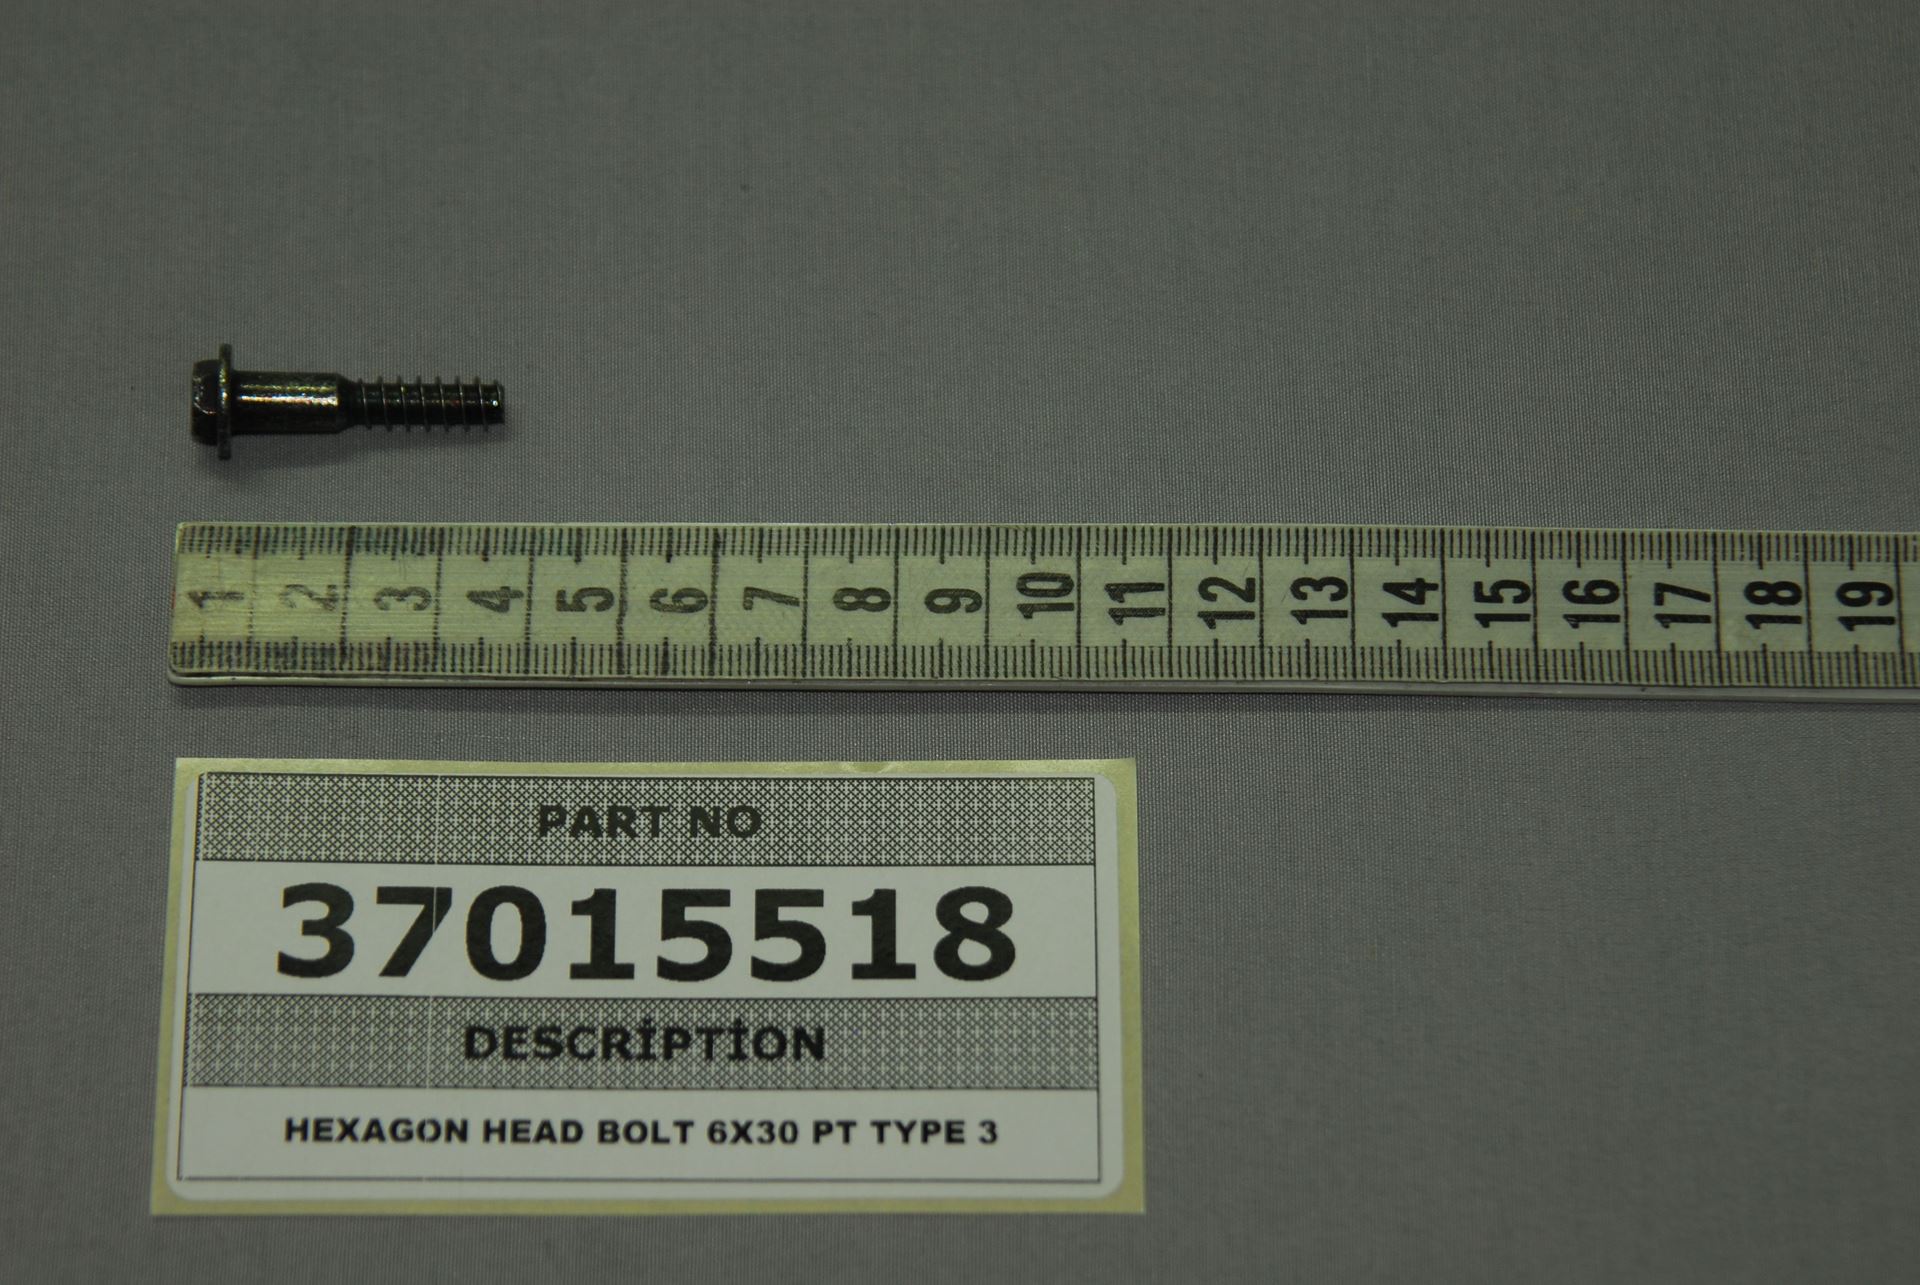 1 2 3 4 5 6 7 8 9 10 11 12 13 14 15 16 17 18 19
PART NO
37015518
DESCRİPTİON
HEXAGON HEAD BOLT 6X30 PT TYPE 3